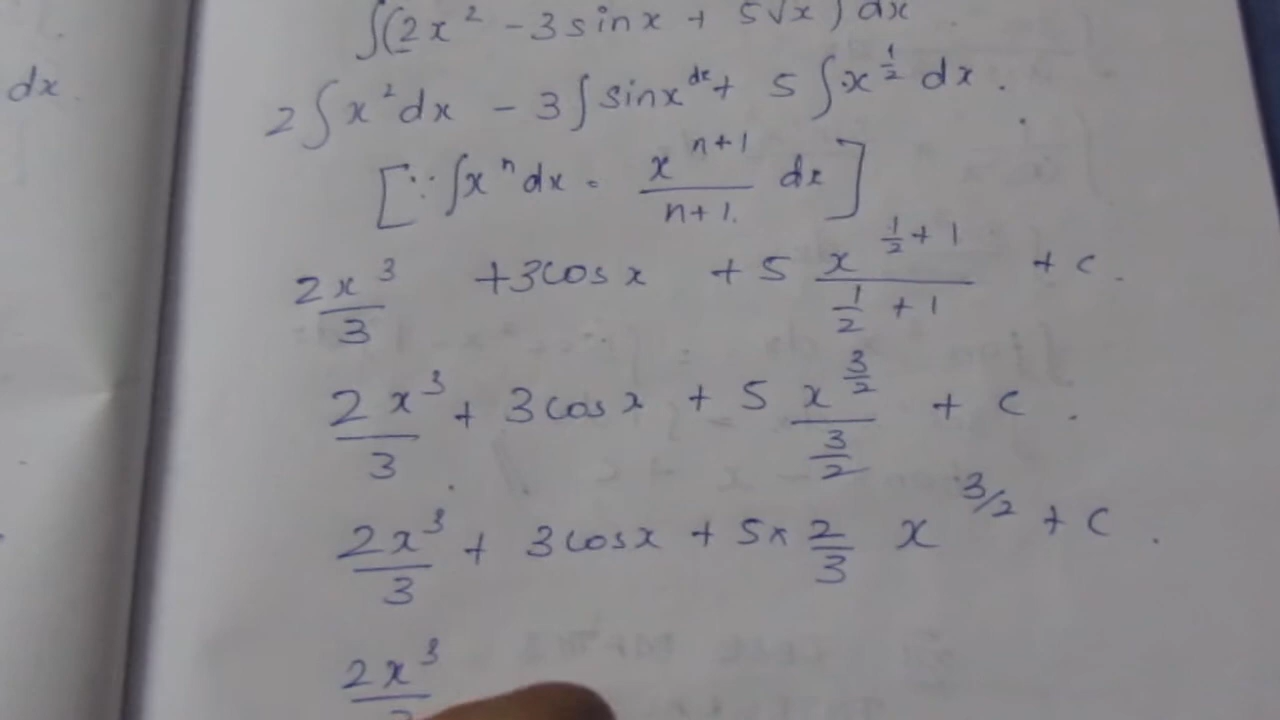 dx
∫(2x² - 3 sin x + 5√x) dx
2∫x² dx - 3∫sin x dx + 5∫x^{1/2} dx.
[∵ ∫xⁿ dx = x^{n+1}/(n+1) dx]
2x³/3 + 3 cos x + 5 x^{1/2 + 1}/(1/2 + 1) + c.
2x³/3 + 3 cos x + 5 x^{3/2}/(3/2) + c.
2x³/3 + 3 cos x + 5 × 2/3 x^{3/2} + c.
2x³